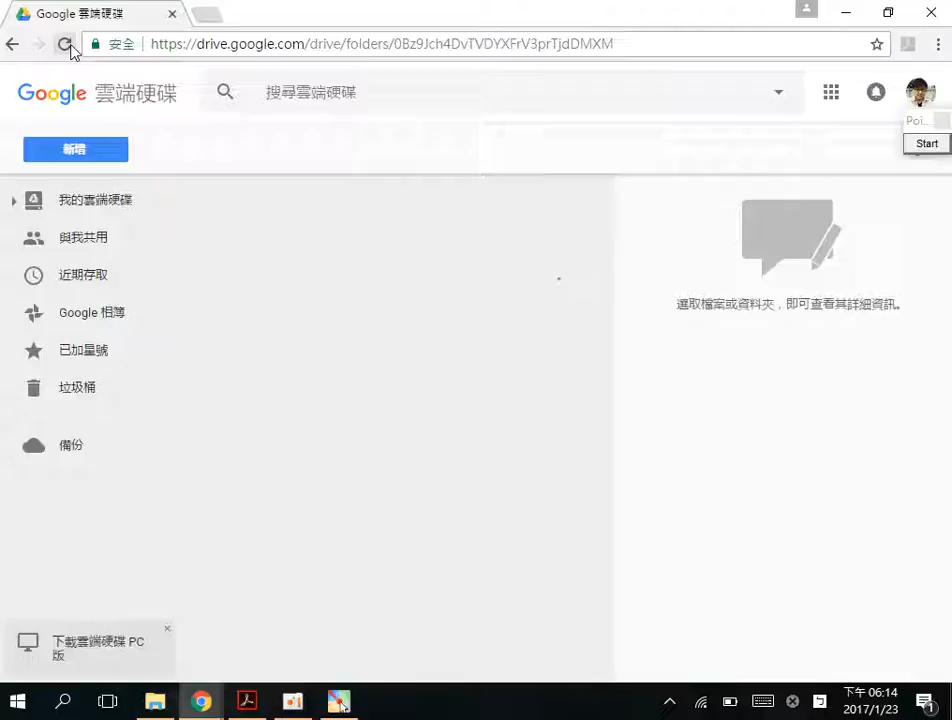 Google 雲端硬碟
安全 https://drive.google.com/drive/folders/0Bz9Jch4DvTVDYXFrV3prTjdDMXM
Google 雲端硬碟
搜尋雲端硬碟
Poi...
Start
新增
我的雲端硬碟
與我共用
近期存取
Google 相簿
已加星號
垃圾桶
備份
選取檔案或資料夾，即可查看其詳細資訊。
下載雲端硬碟 PC
版
下午 06:14
2017/1/23
1